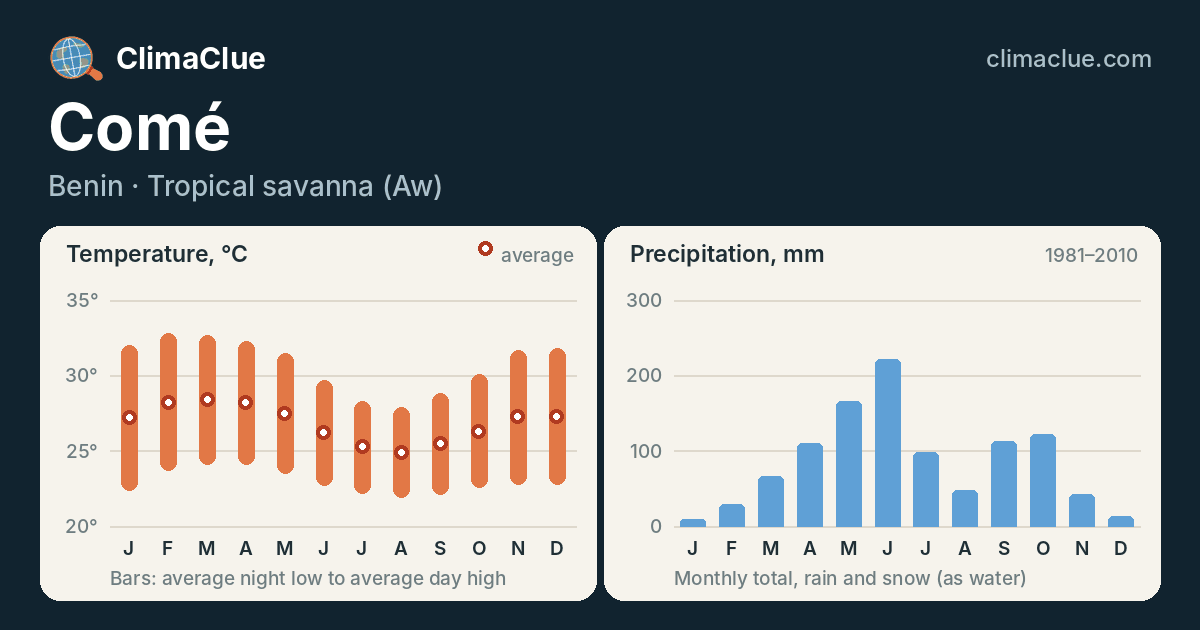 ClimaClue
climaclue.com
Comé
Benin · Tropical savanna (Aw)
Temperature, °C
average
35°
30°
25°
20°
J F M A M J J A S O N D
Bars: average night low to average day high
Precipitation, mm
1981–2010
300
200
100
0
J F M A M J J A S O N D
Monthly total, rain and snow (as water)